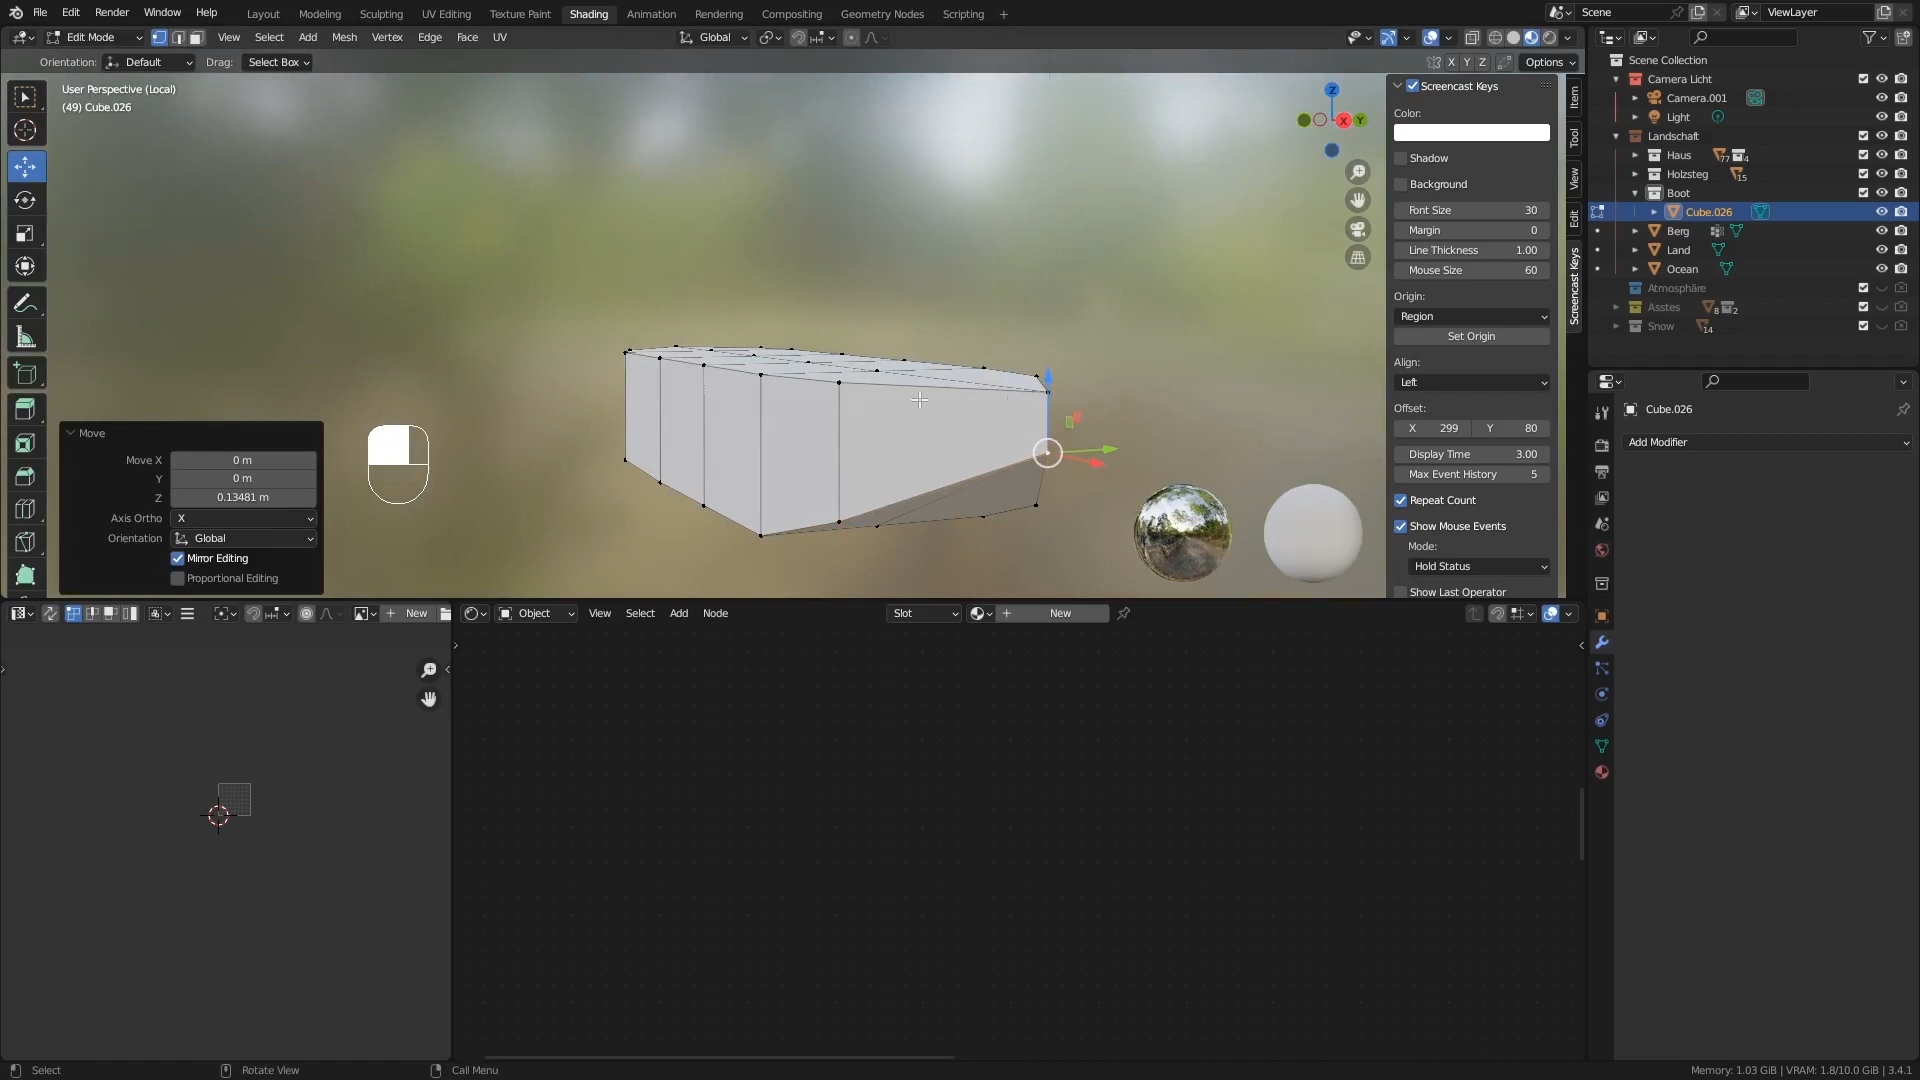 File Edit Render Window Help Layout Modeling Sculpting UV Editing Texture Paint Shading Animation Rendering Compositing Geometry Nodes Scripting + Scene ViewLayer
Edit Mode View Select Add Mesh Vertex Edge Face UV Global
Orientation: Default Drag: Select Box X Y Z Options
User Perspective (Local)
(49) Cube.026
Z
X
Y
Screencast Keys
Color:
Shadow
Background
Font Size 30
Margin 0
Line Thickness 1.00
Mouse Size 60
Origin:
Region
Set Origin
Align:
Left
Offset:
X 299 Y 80
Display Time 3.00
Max Event History 5
Repeat Count
Show Mouse Events
Mode:
Hold Status
Show Last Operator
Item
Tool
View
Edit
Screencast Keys
Scene Collection
Camera Licht
Camera.001
Light
Landschaft
Haus 77 4
Holzsteg 15
Boot
Cube.026
Berg
Land
Ocean
Atmosphäre
Asstes 8 2
Snow 14
Cube.026
Add Modifier
Move
Move X 0 m
Y 0 m
Z 0.13481 m
Axis Ortho X
Orientation Global
Mirror Editing
Proportional Editing
+ New
Object View Select Add Node Slot + New
Select Rotate View Call Menu Memory: 1.03 GiB | VRAM: 1.8/10.0 GiB | 3.4.1